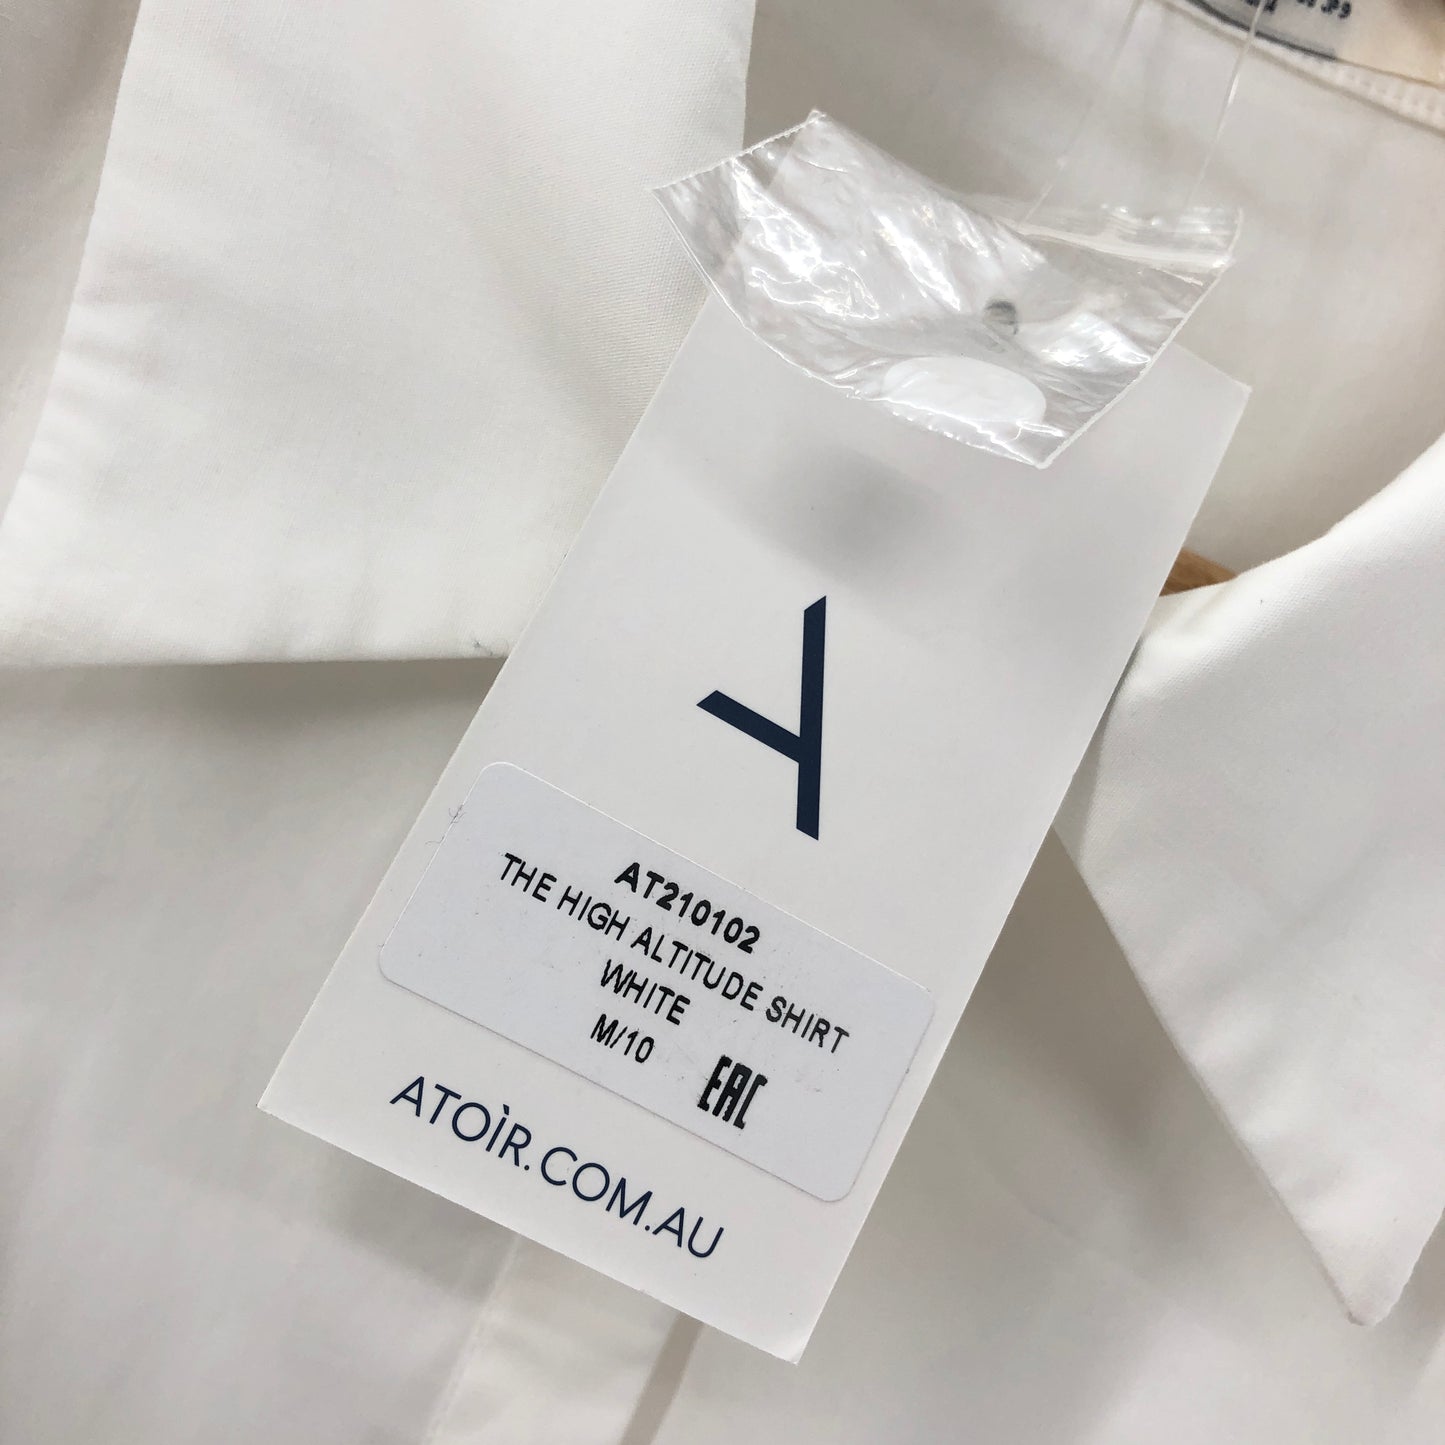 AT210102
THE HIGH ALTITUDE SHIRT
WHITE
M/10
EAC
ATOÌR.COM.AU